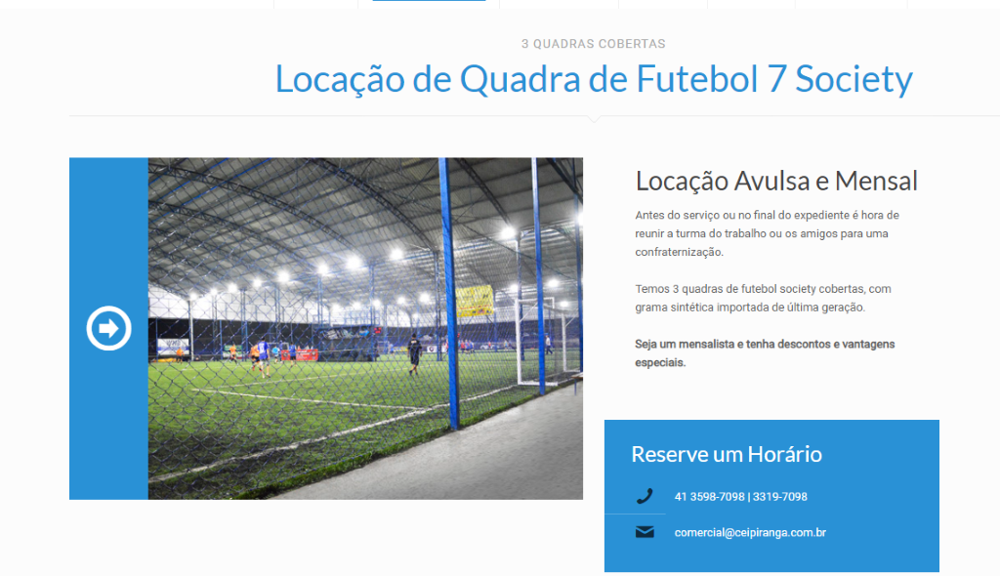 3 QUADRAS COBERTAS
Locação de Quadra de Futebol 7 Society
Locação Avulsa e Mensal
Antes do serviço ou no final do expediente é hora de
reunir a turma do trabalho ou os amigos para uma
confraternização.
Temos 3 quadras de futebol society cobertas, com
grama sintética importada de última geração.
Seja um mensalista e tenha descontos e vantagens
especiais.
Reserve um Horário
41 3598-7098 | 3319-7098
comercial@ceipiranga.com.br